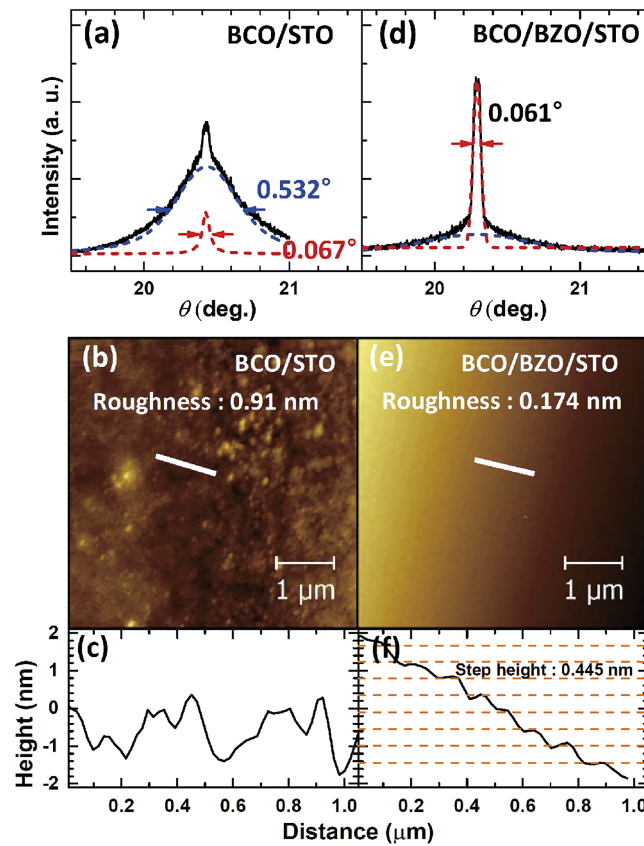 (a) BCO/STO
(d) BCO/BZO/STO
Intensity (a. u.)
0.532°
0.067°
0.061°
20 21
θ (deg.)
20 21
θ (deg.)
(b) BCO/STO
Roughness : 0.91 nm
1 μm
(e) BCO/BZO/STO
Roughness : 0.174 nm
1 μm
(c)
Height (nm)
2
1
0
-1
-2
0.2 0.4 0.6 0.8 1.0
(f)
Step height : 0.445 nm
0.2 0.4 0.6 0.8 1.0
Distance (μm)